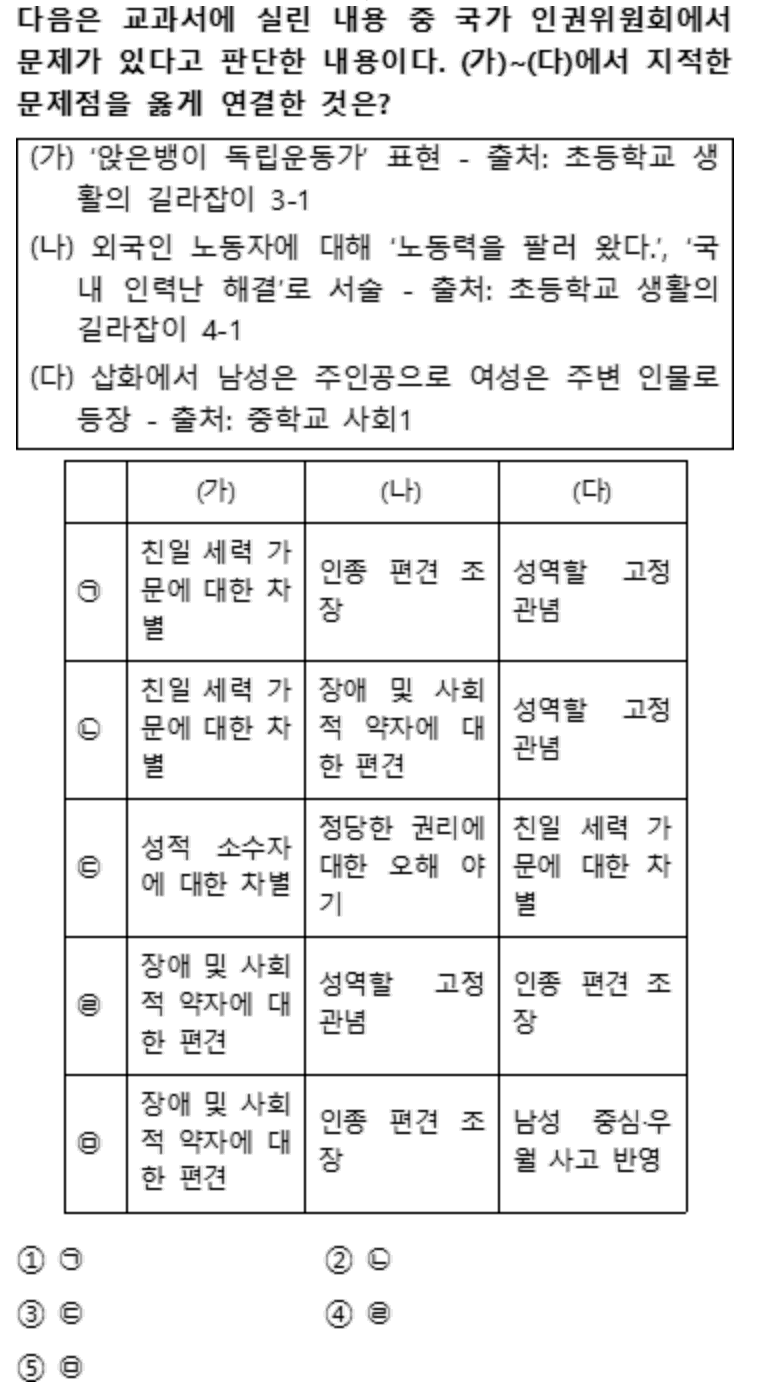 다음은 교과서에 실린 내용 중 국가 인권위원회에서
문제가 있다고 판단한 내용이다. (가)~(다)에서 지적한
문제점을 옳게 연결한 것은?
(가) ‘앉은뱅이 독립운동가’ 표현 - 출처: 초등학교 생
활의 길라잡이 3-1
(나) 외국인 노동자에 대해 ‘노동력을 팔러 왔다.’, ‘국
내 인력난 해결’로 서술 - 출처: 초등학교 생활의
길라잡이 4-1
(다) 삽화에서 남성은 주인공으로 여성은 주변 인물로
등장 - 출처: 중학교 사회1
(가) (나) (다)
㉠
친일 세력 가
문에 대한 차
별
인종 편견 조
장
성역할 고정
관념
㉡
친일 세력 가
문에 대한 차
별
장애 및 사회
적 약자에 대
한 편견
성역할 고정
관념
㉢
성적 소수자
에 대한 차별
정당한 권리에
대한 오해 야
기
친일 세력 가
문에 대한 차
별
㉣
장애 및 사회
적 약자에 대
한 편견
성역할 고정
관념
인종 편견 조
장
㉤
장애 및 사회
적 약자에 대
한 편견
인종 편견 조
장
남성 중심·우
월 사고 반영
① ㉠ ② ㉡
③ ㉢ ④ ㉣
⑤ ㉤